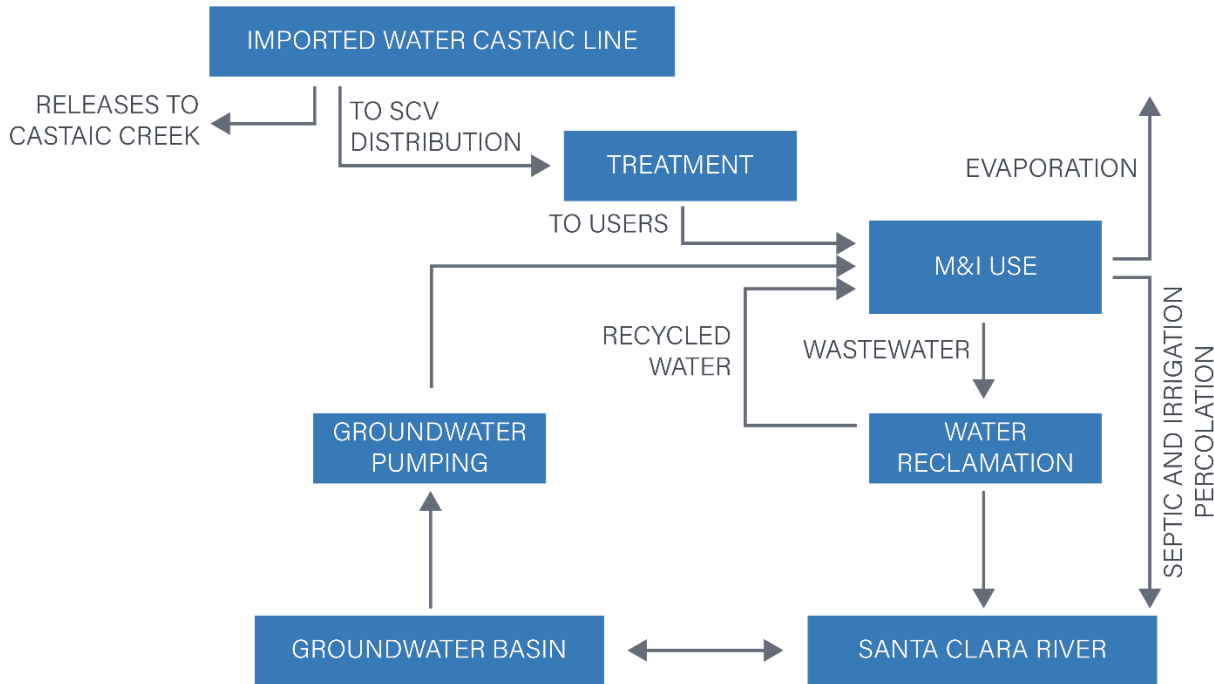 IMPORTED WATER CASTAIC LINE
RELEASES TO
CASTAIC CREEK
TO SCV
DISTRIBUTION
TREATMENT
EVAPORATION
TO USERS
M&I USE
RECYCLED
WATER
WASTEWATER
SEPTIC AND IRRIGATION
PERCOLATION
GROUNDWATER
PUMPING
WATER
RECLAMATION
GROUNDWATER BASIN
SANTA CLARA RIVER